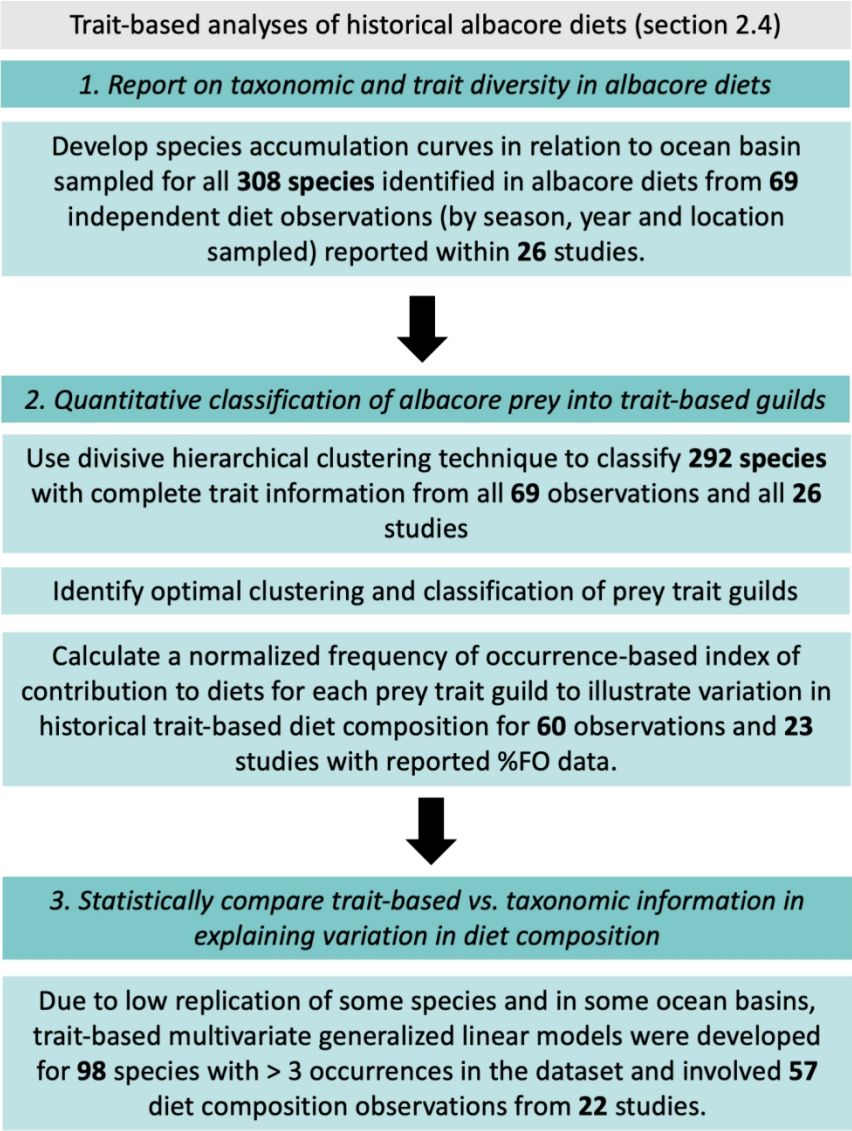 Trait-based analyses of historical albacore diets (section 2.4)
1. Report on taxonomic and trait diversity in albacore diets
Develop species accumulation curves in relation to ocean basin
sampled for all 308 species identified in albacore diets from 69
independent diet observations (by season, year and location
sampled) reported within 26 studies.
2. Quantitative classification of albacore prey into trait-based guilds
Use divisive hierarchical clustering technique to classify 292 species
with complete trait information from all 69 observations and all 26
studies
Identify optimal clustering and classification of prey trait guilds
Calculate a normalized frequency of occurrence-based index of
contribution to diets for each prey trait guild to illustrate variation in
historical trait-based diet composition for 60 observations and 23
studies with reported %FO data.
3. Statistically compare trait-based vs. taxonomic information in
explaining variation in diet composition
Due to low replication of some species and in some ocean basins,
trait-based multivariate generalized linear models were developed
for 98 species with > 3 occurrences in the dataset and involved 57
diet composition observations from 22 studies.